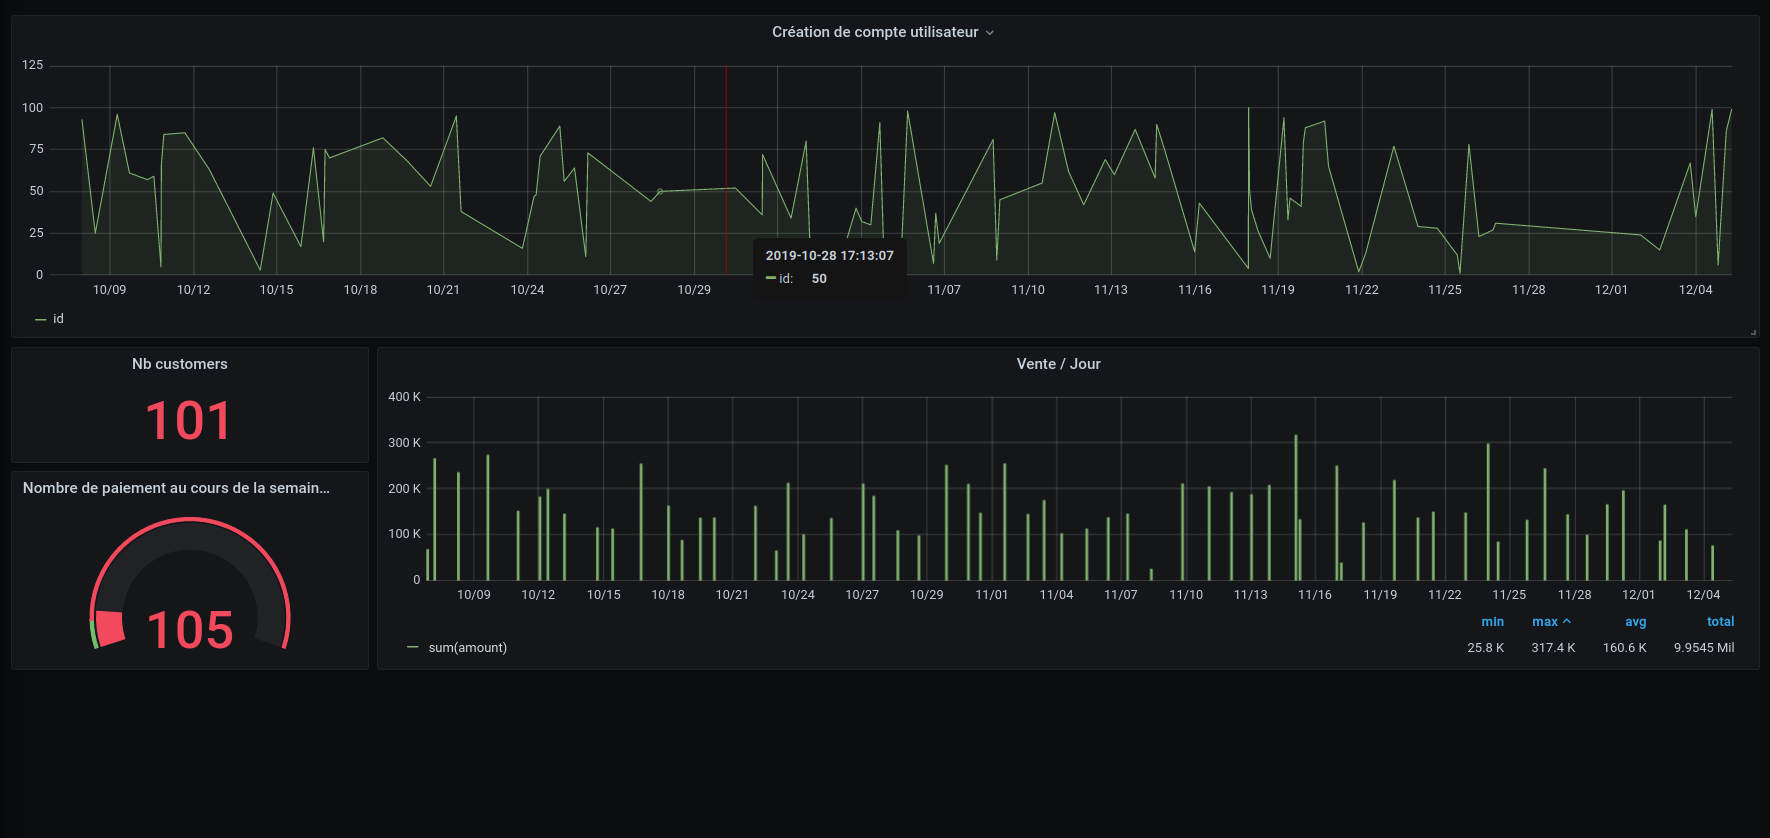 Création de compte utilisateur
125
100
75
50
25
0
2019-10-28 17:13:07
id: 50
10/09 10/12 10/15 10/18 10/21 10/24 10/27 10/29 11/07 11/10 11/13 11/16 11/19 11/22 11/25 11/28 12/01 12/04
id
Nb customers
101
Nombre de paiement au cours de la semain…
105
Vente / Jour
400 K
300 K
200 K
100 K
0
10/09 10/12 10/15 10/18 10/21 10/24 10/27 10/29 11/01 11/04 11/07 11/10 11/13 11/16 11/19 11/22 11/25 11/28 12/01 12/04
min max avg total
sum(amount) 25.8 K 317.4 K 160.6 K 9.9545 Mil